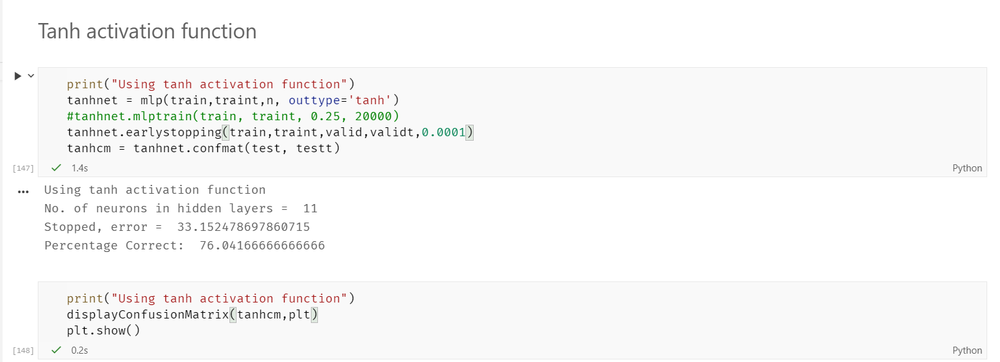 Tanh activation function
print("Using tanh activation function")
tanhnet = mlp(train,traint,n, outtype='tanh')
#tanhnet.mlptrain(train, traint, 0.25, 20000)
tanhnet.earlystopping(train,traint,valid,validt,0.0001)
tanhcm = tanhnet.confmat(test, testt)
[147] 1.4s Python
Using tanh activation function
No. of neurons in hidden layers =  11
Stopped, error =  33.152478697860715
Percentage Correct:  76.04166666666666
print("Using tanh activation function")
displayConfusionMatrix(tanhcm,plt)
plt.show()
[148] 0.2s Python